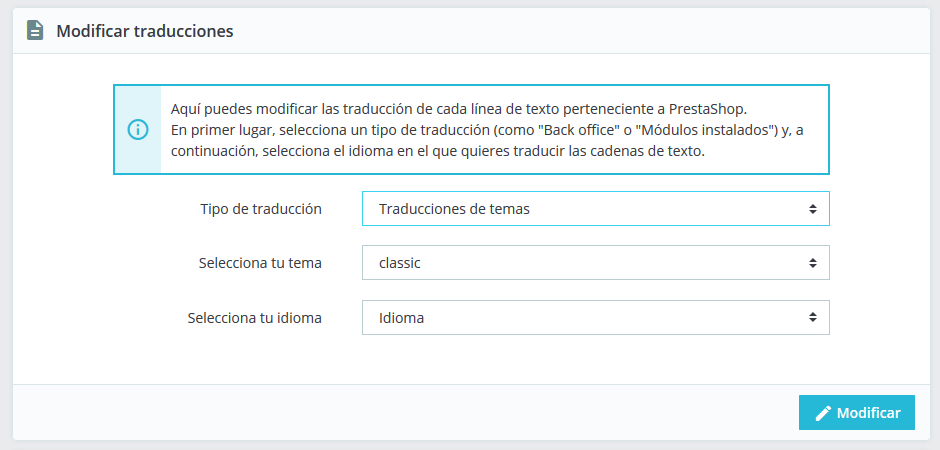 Modificar traducciones
Aquí puedes modificar las traducción de cada línea de texto perteneciente a PrestaShop.
En primer lugar, selecciona un tipo de traducción (como "Back office" o "Módulos instalados") y, a
continuación, selecciona el idioma en el que quieres traducir las cadenas de texto.
Tipo de traducción Traducciones de temas
Selecciona tu tema classic
Selecciona tu idioma Idioma
Modificar